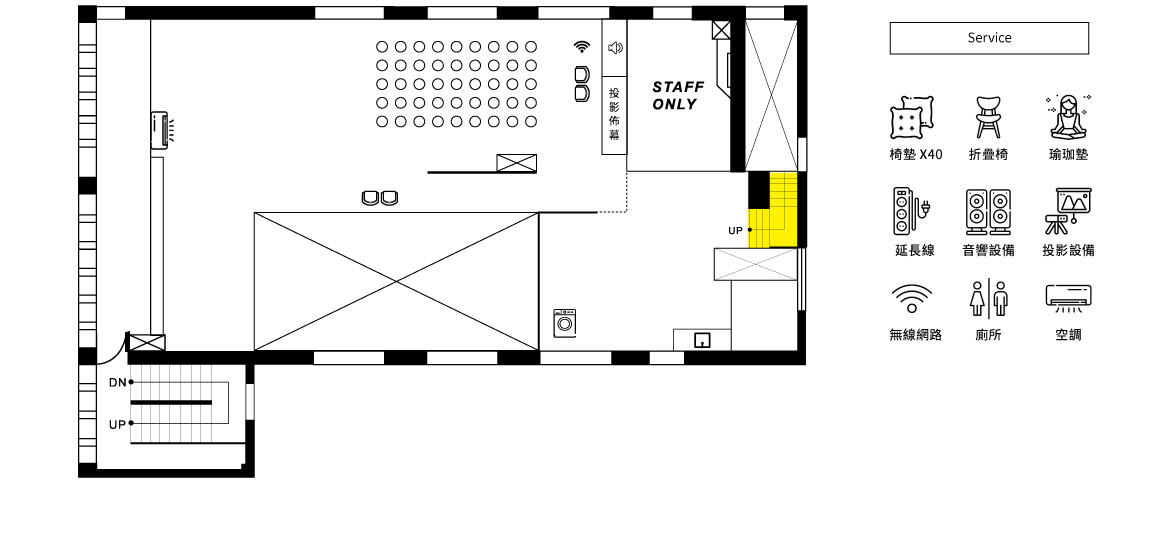 Service
投影佈幕
STAFF
ONLY
椅墊 X40
折疊椅
瑜珈墊
UP
延長線
音響設備
投影設備
無線網路
廁所
空調
DN
UP